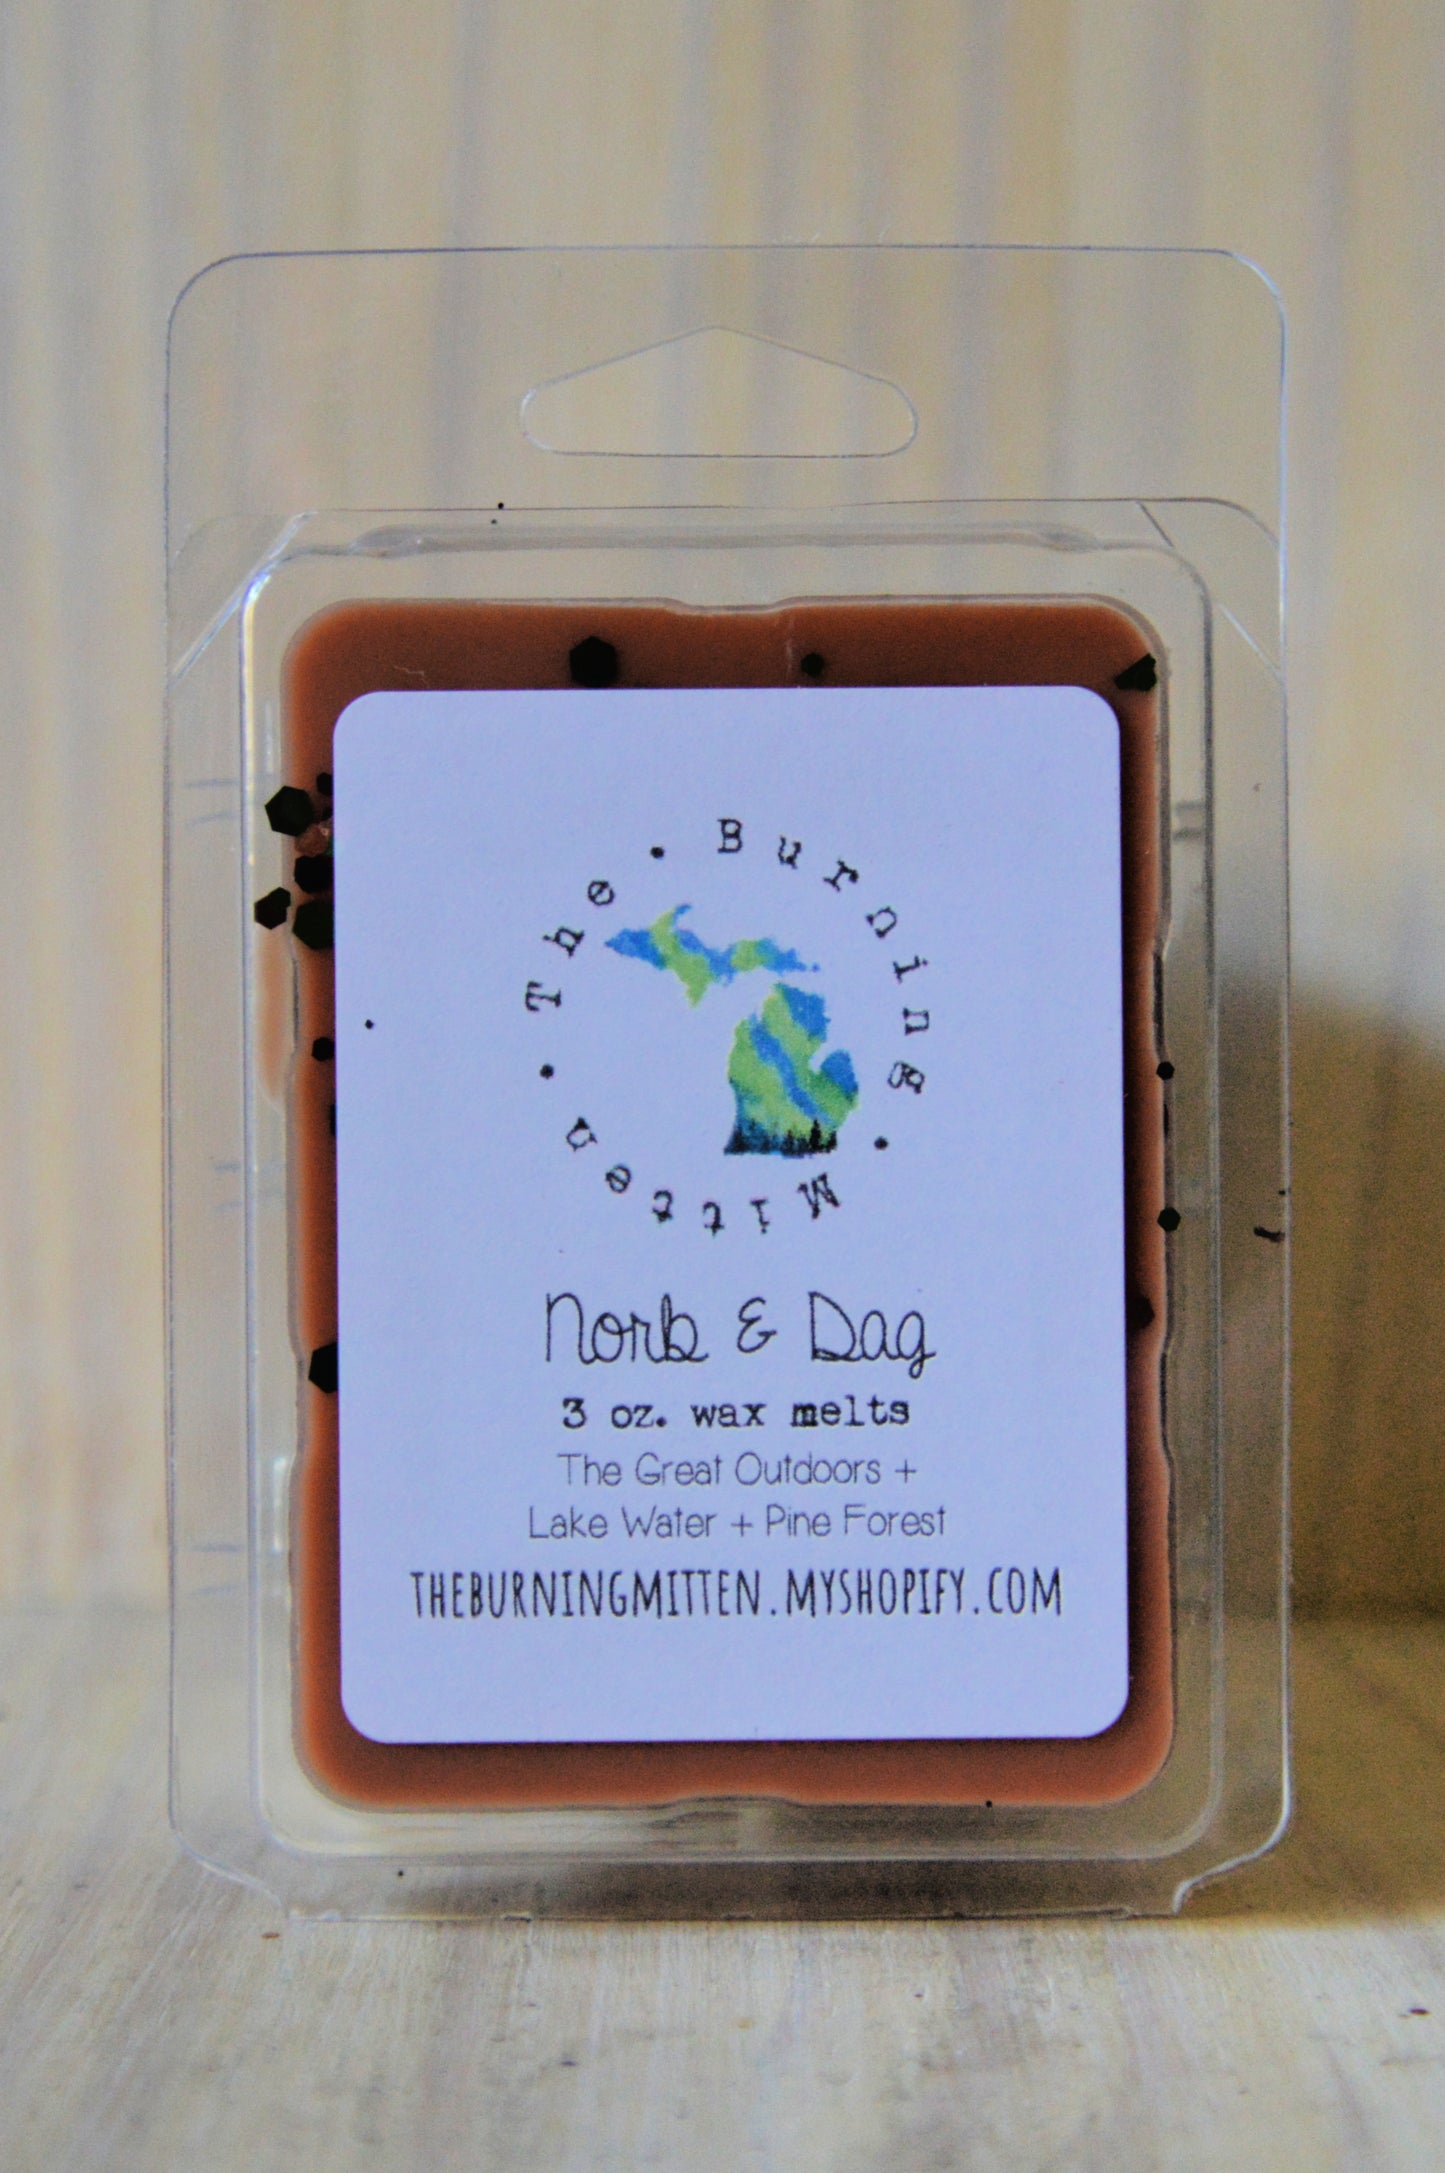 The • Burning • Mitten •
Norb & Dag
3 oz. wax melts
The Great Outdoors +
Lake Water + Pine Forest
THEBURNINGMITTEN.MYSHOPIFY.COM